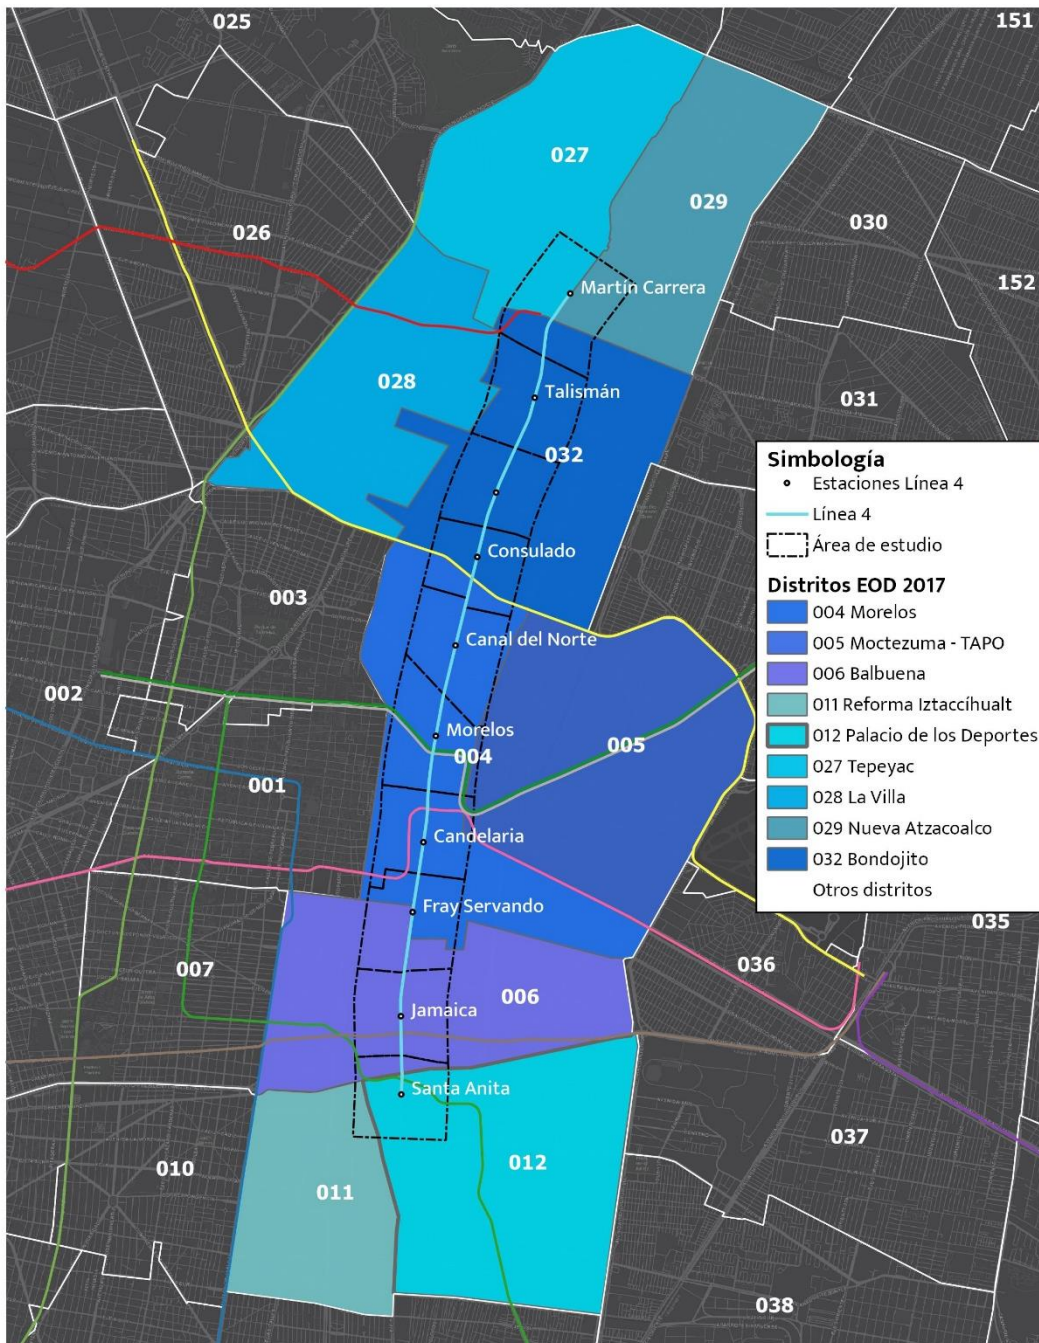 025
151
027
029
026
030
152
Martín Carrera
028
031
Talismán
032
Consulado
003
Canal del Norte
002
Morelos
004
005
001
Candelaria
Fray Servando
007
036
035
006
Jamaica
Santa Anita
037
010
011
012
038
Simbología
Estaciones Línea 4
Línea 4
Área de estudio
Distritos EOD 2017
004 Morelos
005 Moctezuma - TAPO
006 Balbuena
011 Reforma Iztaccíhualt
012 Palacio de los Deportes
027 Tepeyac
028 La Villa
029 Nueva Atzacoalco
032 Bondojito
Otros distritos